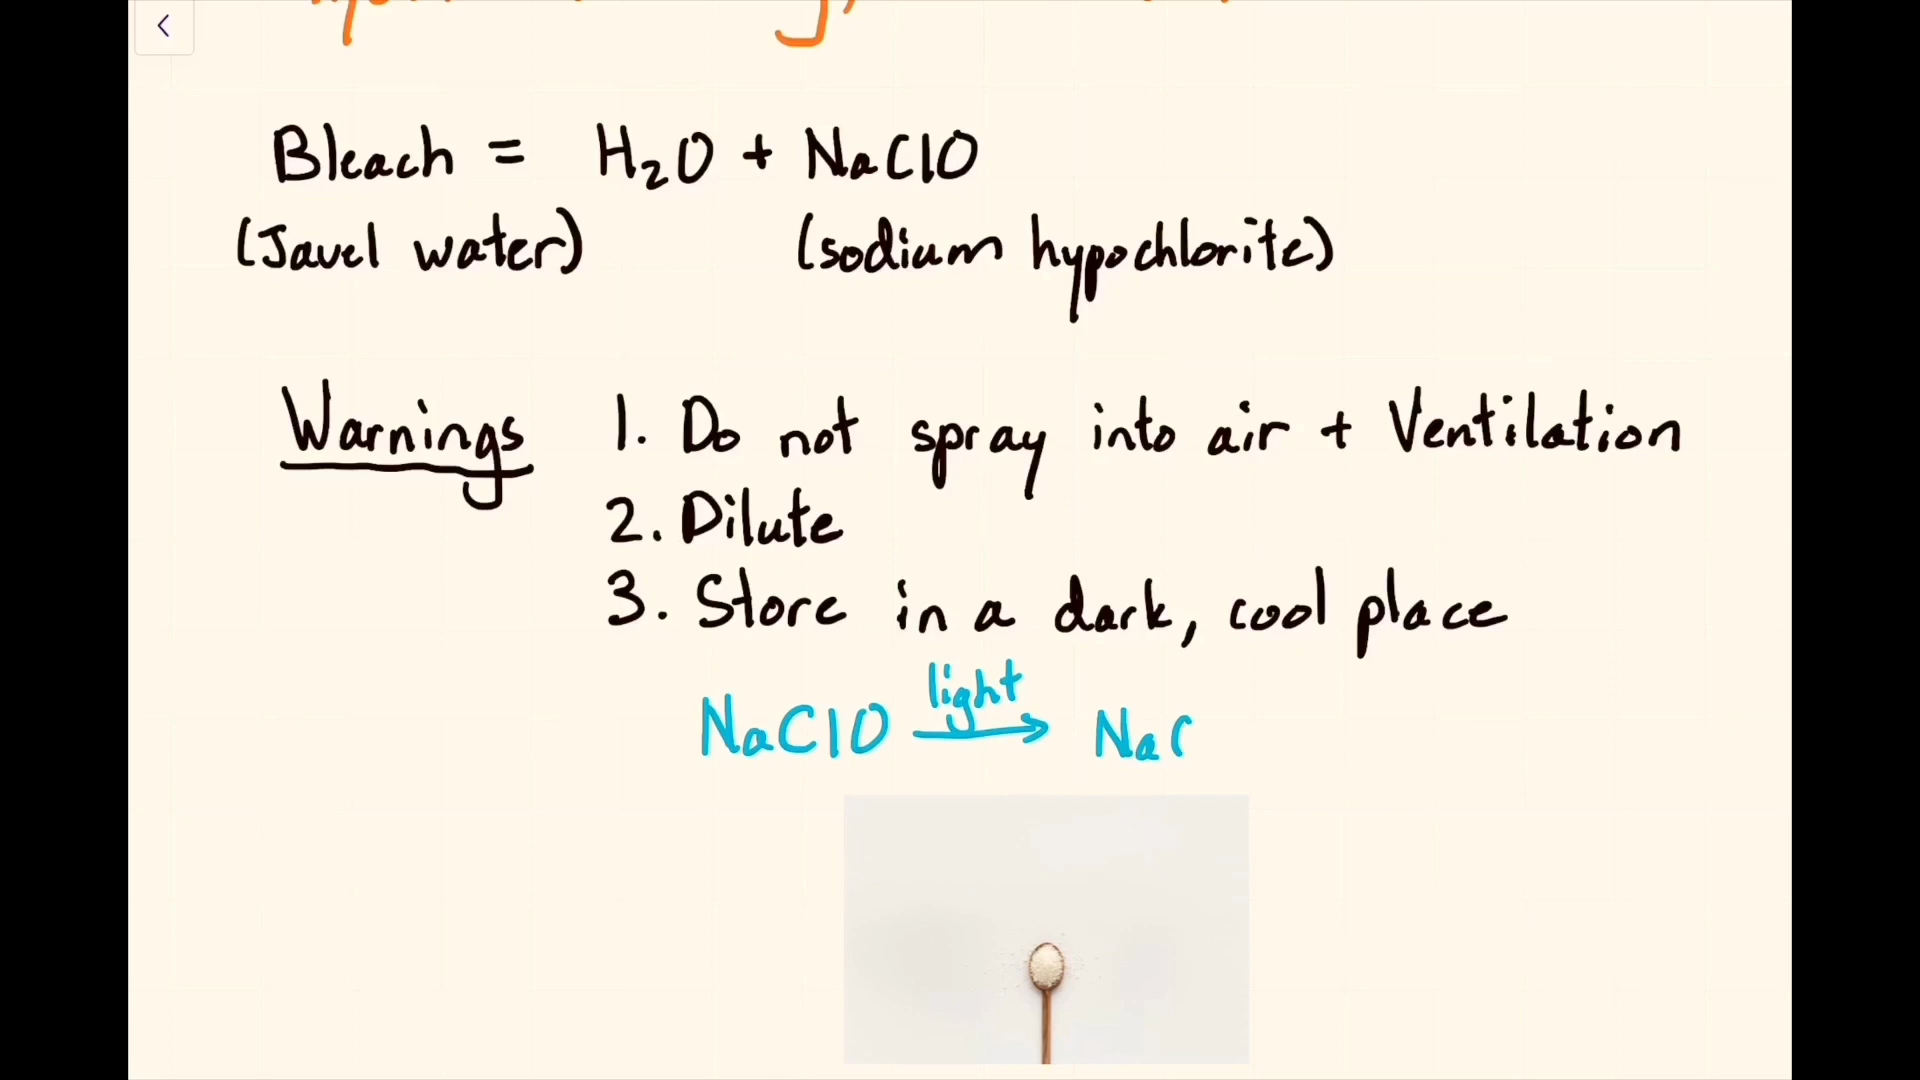 Bleach = H₂O + NaClO
(Javel water) (sodium hypochlorite)
Warnings 1. Do not spray into air + Ventilation
2. Dilute
3. Store in a dark, cool place
light
NaClO → Na